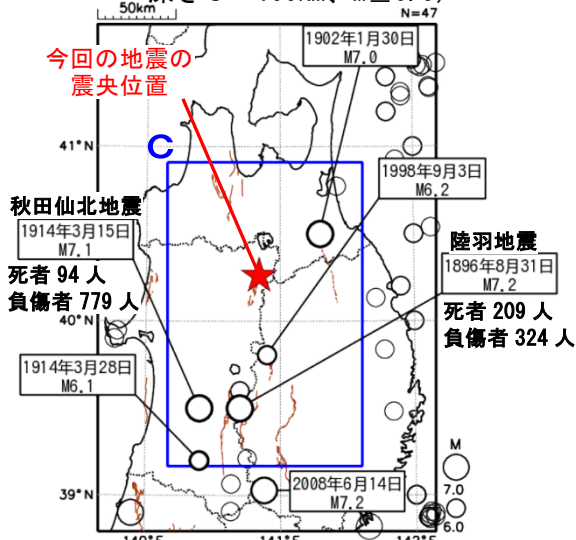 50km
N=47
1902年1月30日
M7.0
今回の地震の
震央位置
41°N
C
1998年9月3日
M6.2
秋田仙北地震
1914年3月15日
M7.1
死者 94 人
負傷者 779 人
陸羽地震
1896年8月31日
M7.2
死者 209 人
負傷者 324 人
40°N
1914年3月28日
M6.1
2008年6月14日
M7.2
39°N
M
7.0
6.0